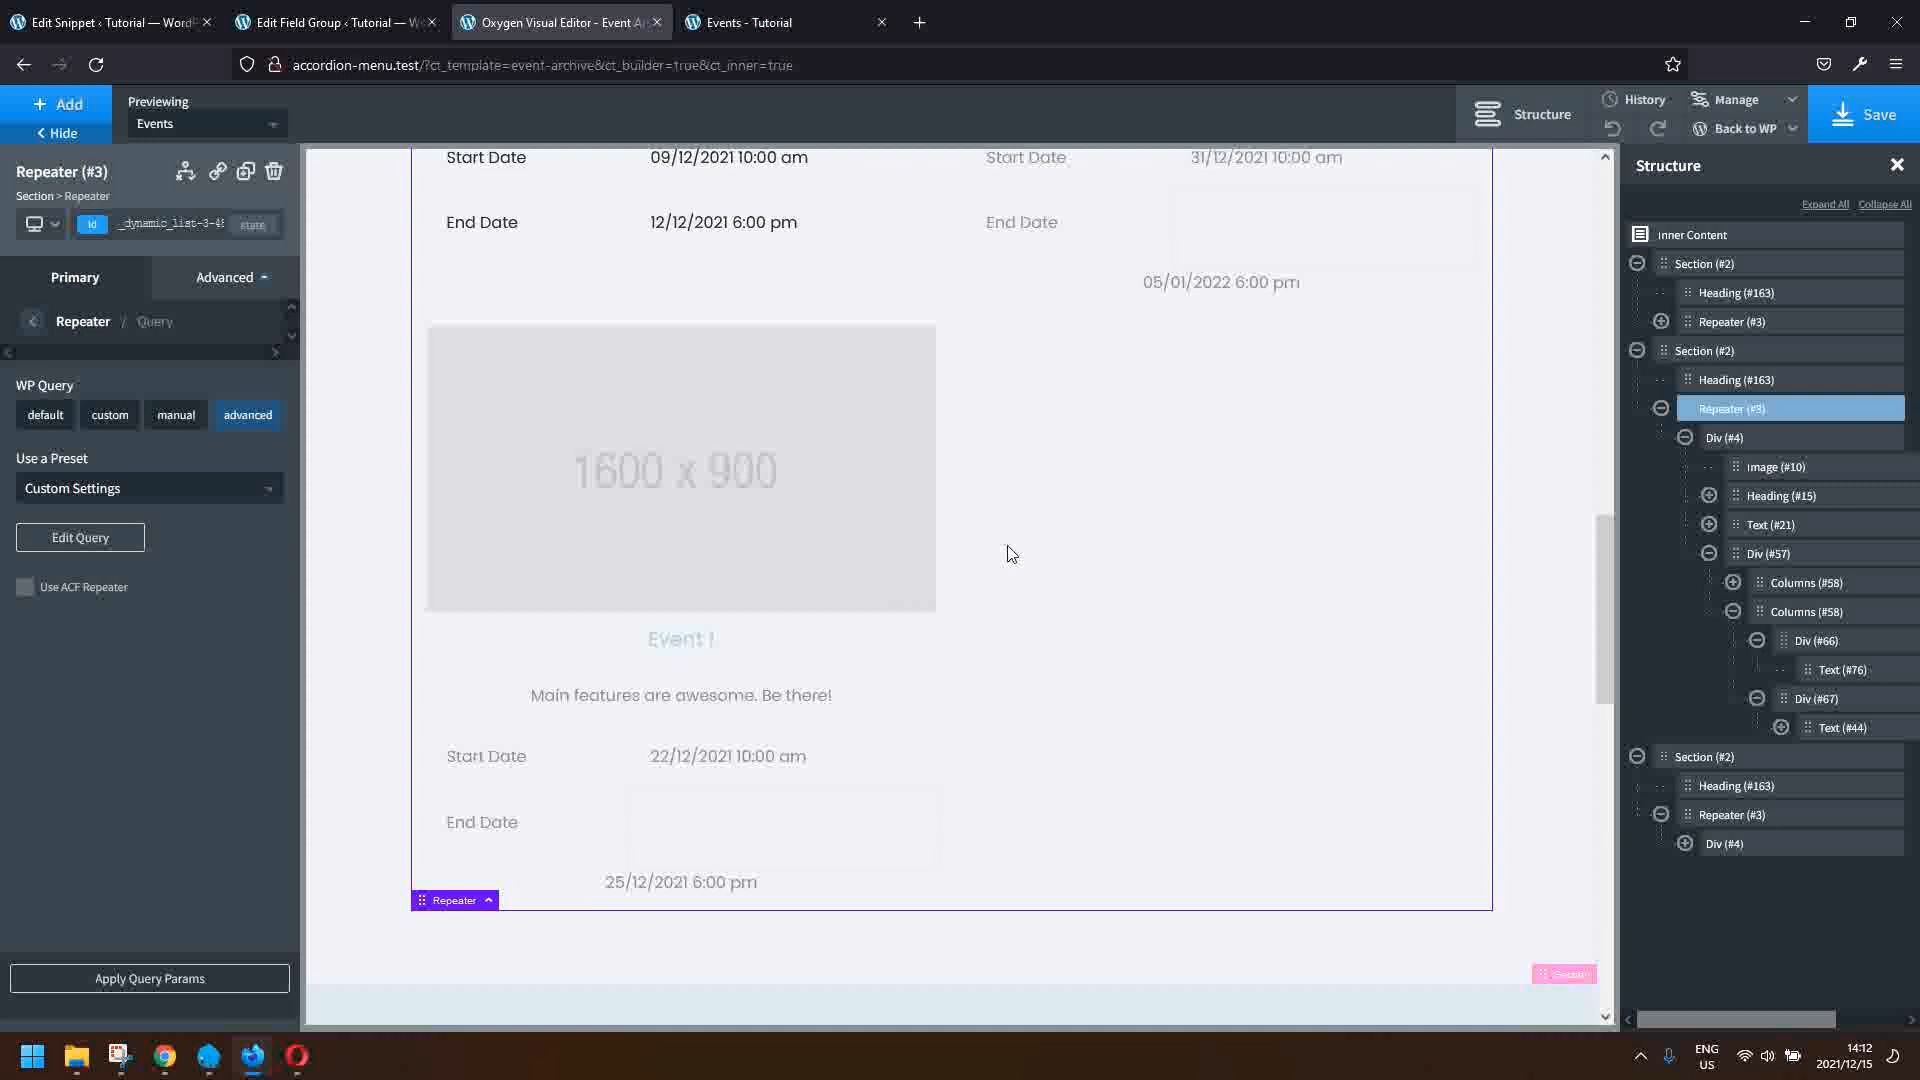 Edit Snippet ‹ Tutorial — Word
Edit Field Group ‹ Tutorial — W
Oxygen Visual Editor - Event Ar
Events - Tutorial
accordion-menu.test/?ct_template=event-archive&ct_builder=true&ct_inner=true
Add
Hide
Previewing
Events
Structure
History
Manage
Back to WP
Save
Repeater (#3)
Section > Repeater
id
_dynamic_list-3-4
state
Primary
Advanced
Repeater / Query
WP Query
default
custom
manual
advanced
Use a Preset
Custom Settings
Edit Query
Use ACF Repeater
Apply Query Params
Start Date
09/12/2021 10:00 am
Start Date
31/12/2021 10:00 am
End Date
12/12/2021 6:00 pm
End Date
05/01/2022 6:00 pm
1600 x 900
Event 1
Main features are awesome. Be there!
Start Date
22/12/2021 10:00 am
End Date
25/12/2021 6:00 pm
Repeater
Section
Structure
Expand All
Collapse All
Inner Content
Section (#2)
Heading (#163)
Repeater (#3)
Section (#2)
Heading (#163)
Repeater (#3)
Div (#4)
Image (#10)
Heading (#15)
Text (#21)
Div (#57)
Columns (#58)
Columns (#58)
Div (#66)
Text (#76)
Div (#67)
Text (#44)
Section (#2)
Heading (#163)
Repeater (#3)
Div (#4)
ENG
US
14:12
2021/12/15